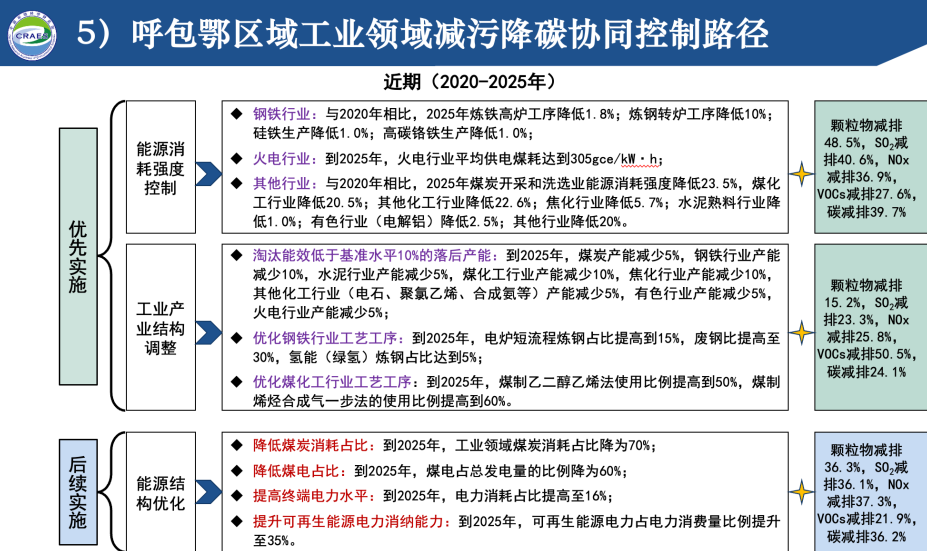 CRAES
5）呼包鄂区域工业领域减污降碳协同控制路径
近期（2020-2025年）
优先实施
能源消
耗强度
控制
◆ 钢铁行业：与2020年相比，2025年炼铁高炉工序降低1.8%；炼钢转炉工序降低10%；
硅铁生产降低1.0%；高碳铬铁生产降低1.0%；
◆ 火电行业：到2025年，火电行业平均供电煤耗达到305gce/kW·h；
◆ 其他行业：与2020年相比，2025年煤炭开采和洗选业能源消耗强度降低23.5%，煤化
工行业降低20.5%；其他化工行业降低22.6%；焦化行业降低5.7%；水泥熟料行业降
低1.0%；有色行业（电解铝）降低2.5%；其他行业降低20%。
颗粒物减排
48.5%，SO₂减
排40.6%，NOx
减排36.9%，
VOCs减排27.6%，
碳减排39.7%
工业产
业结构
调整
◆ 淘汰能效低于基准水平10%的落后产能：到2025年，煤炭产能减少5%，钢铁行业产能
减少10%，水泥行业产能减少5%，煤化工行业产能减少10%，焦化行业产能减少10%，
其他化工行业（电石、聚氯乙烯、合成氨等）产能减少5%，有色行业产能减少5%，
火电行业产能减少5%；
◆ 优化钢铁行业工艺工序：到2025年，电炉短流程炼钢占比提高到15%，废钢比提高至
30%，氢能（绿氢）炼钢占比达到5%；
◆ 优化煤化工行业工艺工序：到2025年，煤制乙二醇乙烯法使用比例提高到50%，煤制
烯烃合成气一步法的使用比例提高到60%。
颗粒物减排
15.2%，SO₂减
排23.3%，NOx
减排25.8%，
VOCs减排50.5%，
碳减排24.1%
后续实施
能源结
构优化
◆ 降低煤炭消耗占比：到2025年，工业领域煤炭消耗占比降为70%；
◆ 降低煤电占比：到2025年，煤电占总发电量的比例降为60%；
◆ 提高终端电力水平：到2025年，电力消耗占比提高至16%；
◆ 提升可再生能源电力消纳能力：到2025年，可再生能源电力占电力消费量比例提升
至35%。
颗粒物减排
36.3%，SO₂减
排36.1%，NOx
减排37.3%，
VOCs减排21.9%，
碳减排36.2%